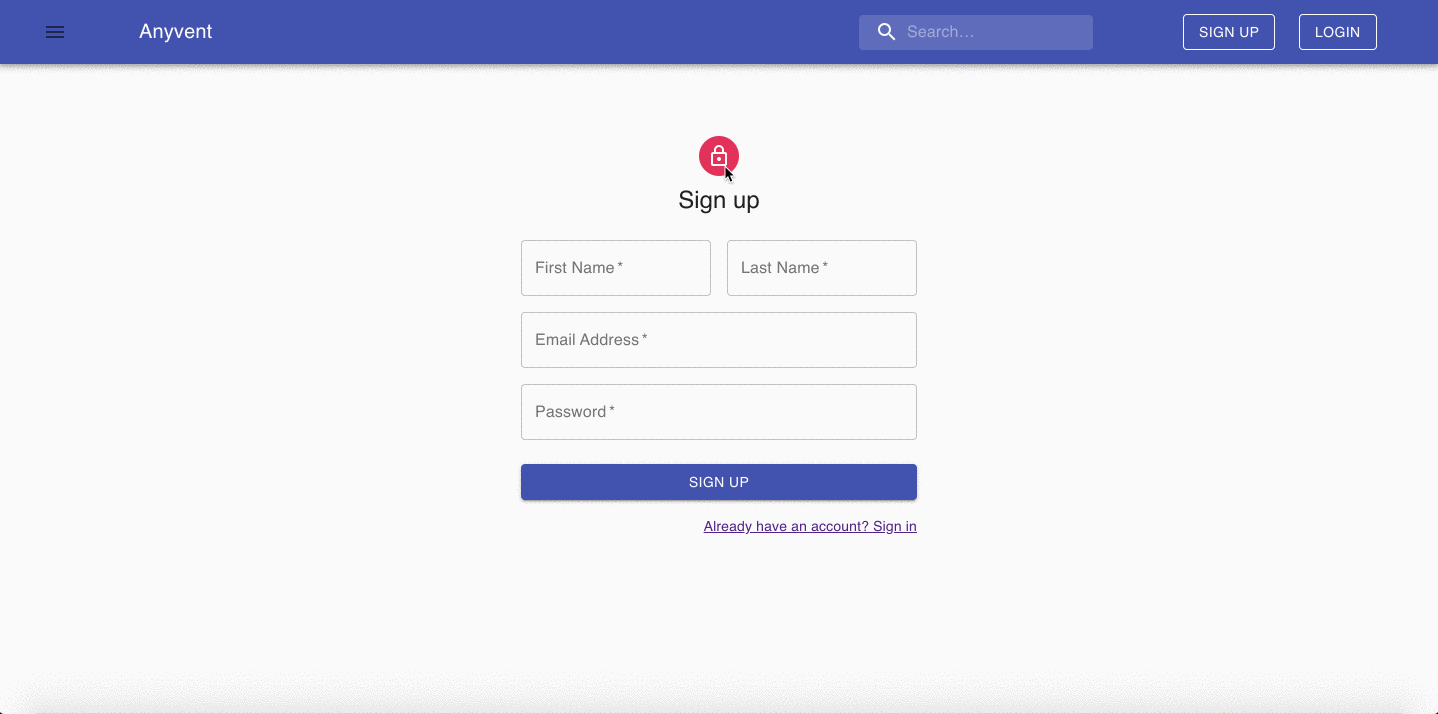 Anyvent
Search...
SIGN UP
LOGIN
Sign up
First Name *
Last Name *
Email Address *
Password *
SIGN UP
Already have an account? Sign in